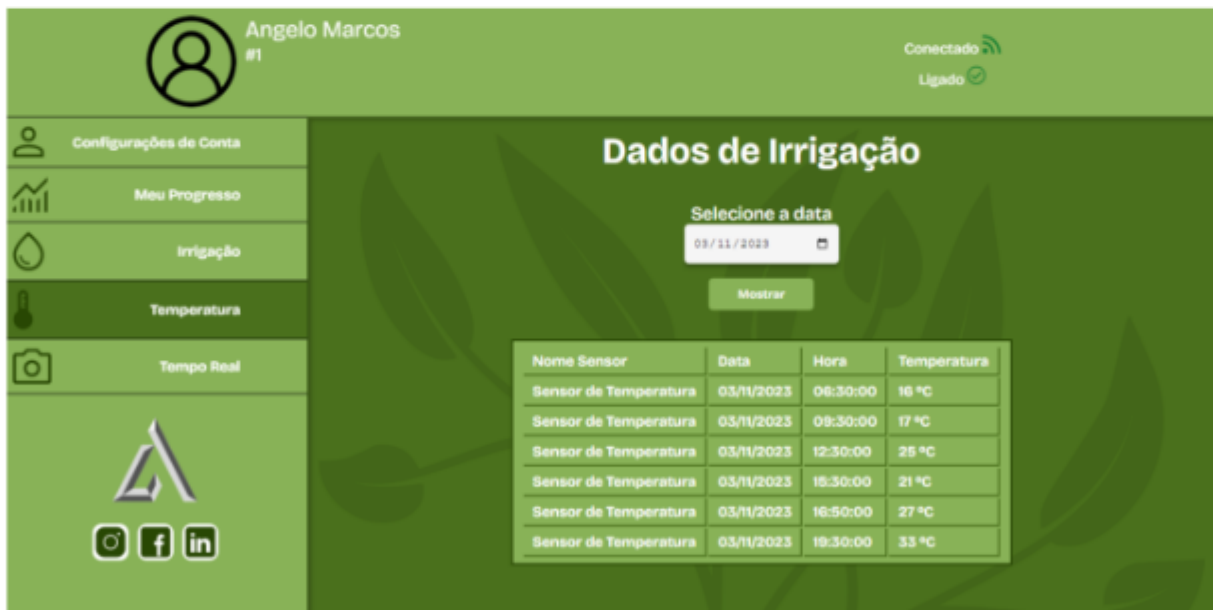 Angelo Marcos
#1
Conectado
Ligado
Configurações de Conta
Meu Progresso
Irrigação
Temperatura
Tempo Real
Dados de Irrigação
Selecione a data
03/11/2023
Mostrar
Nome Sensor Data Hora Temperatura
Sensor de Temperatura 03/11/2023 06:30:00 16 °C
Sensor de Temperatura 03/11/2023 09:30:00 17 °C
Sensor de Temperatura 03/11/2023 12:30:00 25 °C
Sensor de Temperatura 03/11/2023 15:30:00 21 °C
Sensor de Temperatura 03/11/2023 16:50:00 27 °C
Sensor de Temperatura 03/11/2023 19:30:00 33 °C